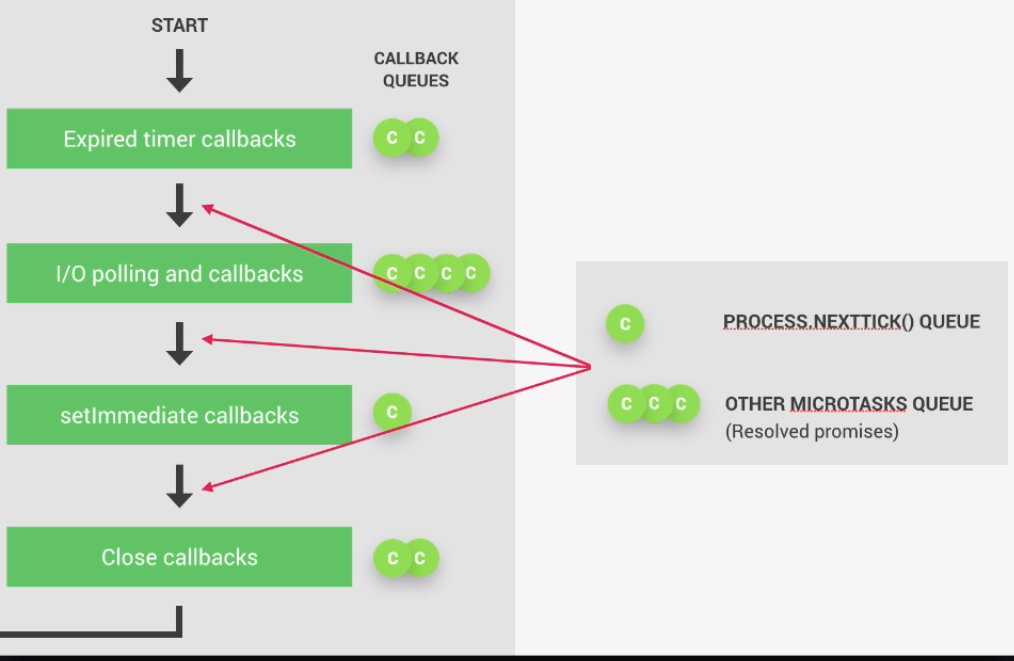 START
CALLBACK
QUEUES
Expired timer callbacks
C C
I/O polling and callbacks
C C C C
C
PROCESS.NEXTTICK() QUEUE
setImmediate callbacks
C
C C C
OTHER MICROTASKS QUEUE
(Resolved promises)
Close callbacks
C C